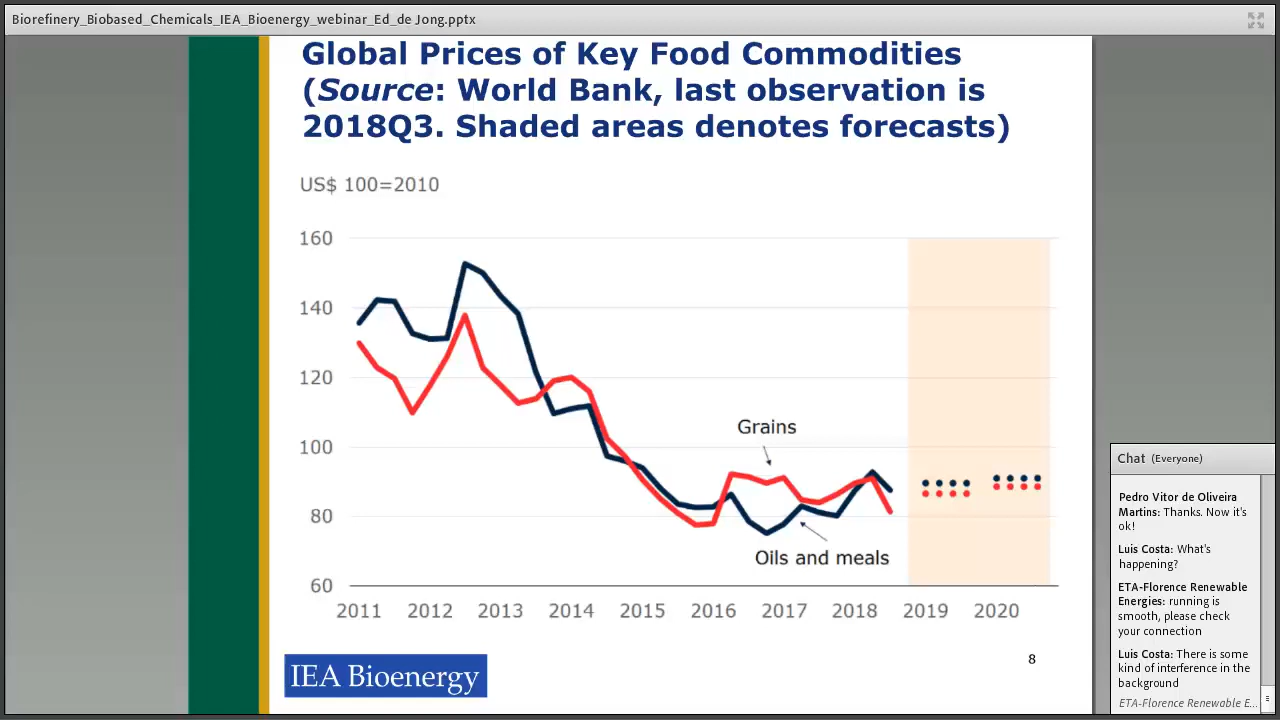 Biorefinery_Biobased_Chemicals_IEA_Bioenergy_webinar_Ed_de Jong.pptx
Global Prices of Key Food Commodities
(Source: World Bank, last observation is
2018Q3. Shaded areas denotes forecasts)
US$ 100=2010
160
140
120
100
80
60
Grains
Oils and meals
2011 2012 2013 2014 2015 2016 2017 2018 2019 2020
IEA Bioenergy
8
Chat (Everyone)
Pedro Vitor de Oliveira
Martins: Thanks. Now it's
ok!
Luis Costa: What's
happening?
ETA-Florence Renewable
Energies: running is
smooth, please check
your connection
Luis Costa: There is some
kind of interference in the
background
ETA-Florence Renewable E...